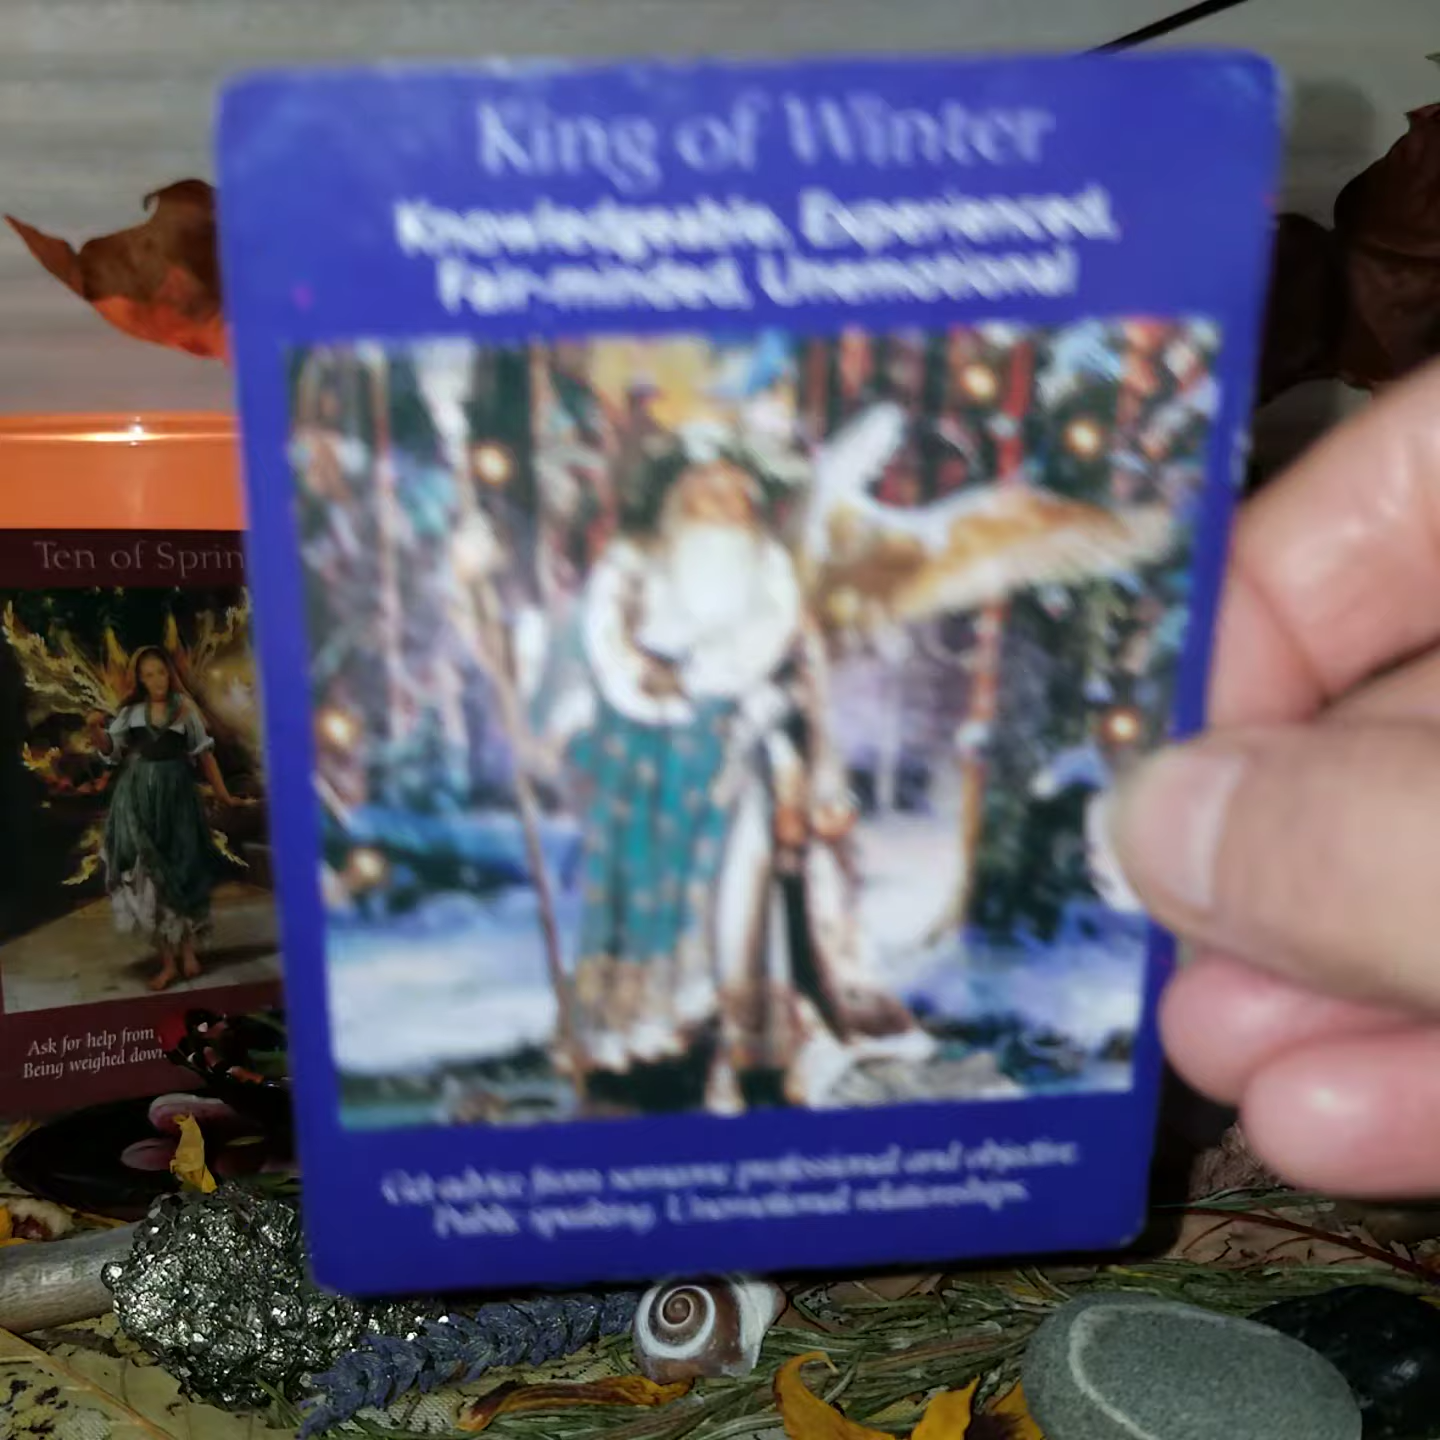 King of Winter
Knowledgeable, Experienced,
Fair-minded, Unemotional
Get advice from someone professional and objective.
Public speaking. Unemotional relationships.
Ten of Sprin
Ask for help from
Being weighed down